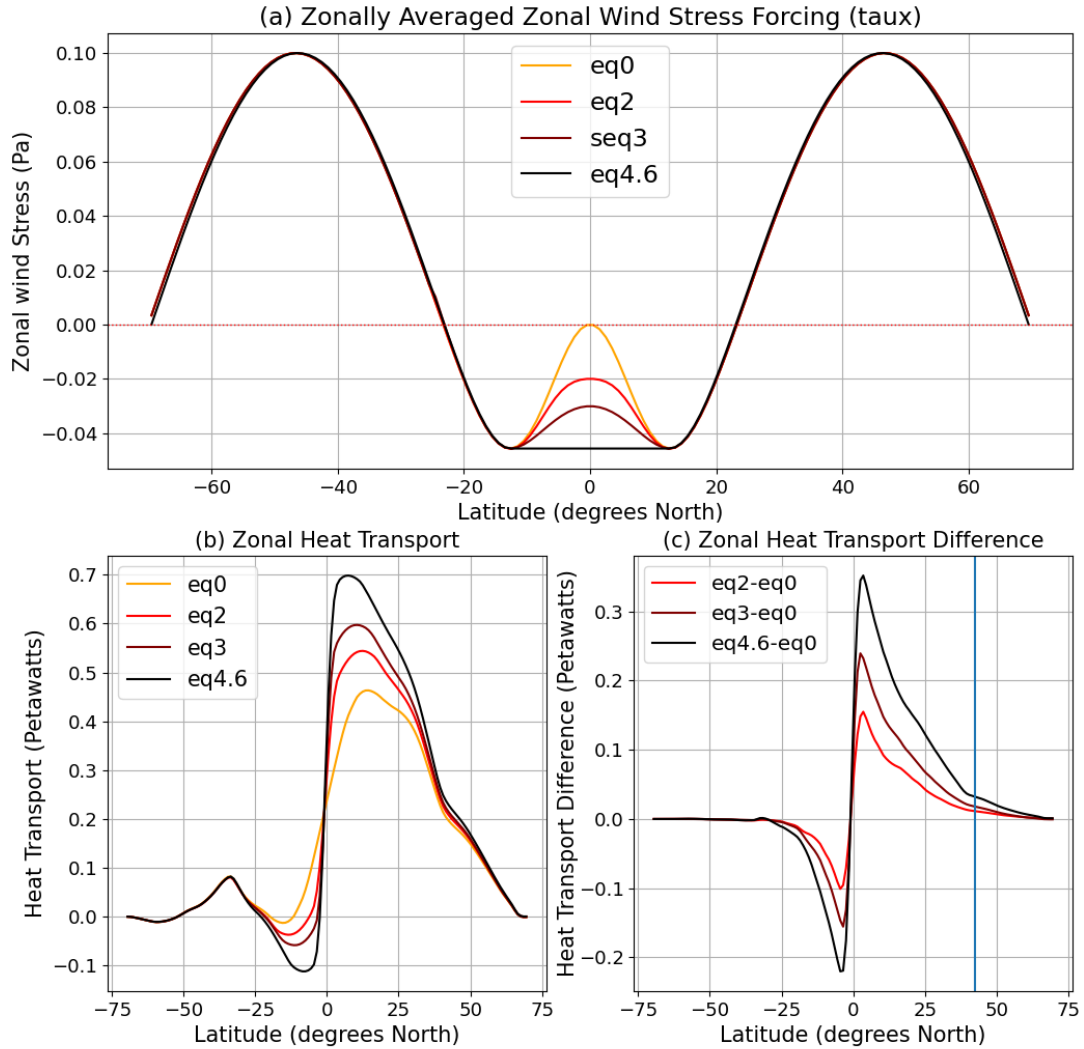 (a) Zonally Averaged Zonal Wind Stress Forcing (taux)
Zonal wind Stress (Pa)
0.10
0.08
0.06
0.04
0.02
0.00
−0.02
−0.04
eq0
eq2
seq3
eq4.6
−60
−40
−20
0
20
40
60
Latitude (degrees North)
(b) Zonal Heat Transport
Heat Transport (Petawatts)
0.7
0.6
0.5
0.4
0.3
0.2
0.1
0.0
−0.1
eq0
eq2
eq3
eq4.6
−75
−50
−25
0
25
50
75
Latitude (degrees North)
(c) Zonal Heat Transport Difference
Heat Transport Difference (Petawatts)
0.3
0.2
0.1
0.0
−0.1
−0.2
eq2-eq0
eq3-eq0
eq4.6-eq0
−75
−50
−25
0
25
50
75
Latitude (degrees North)